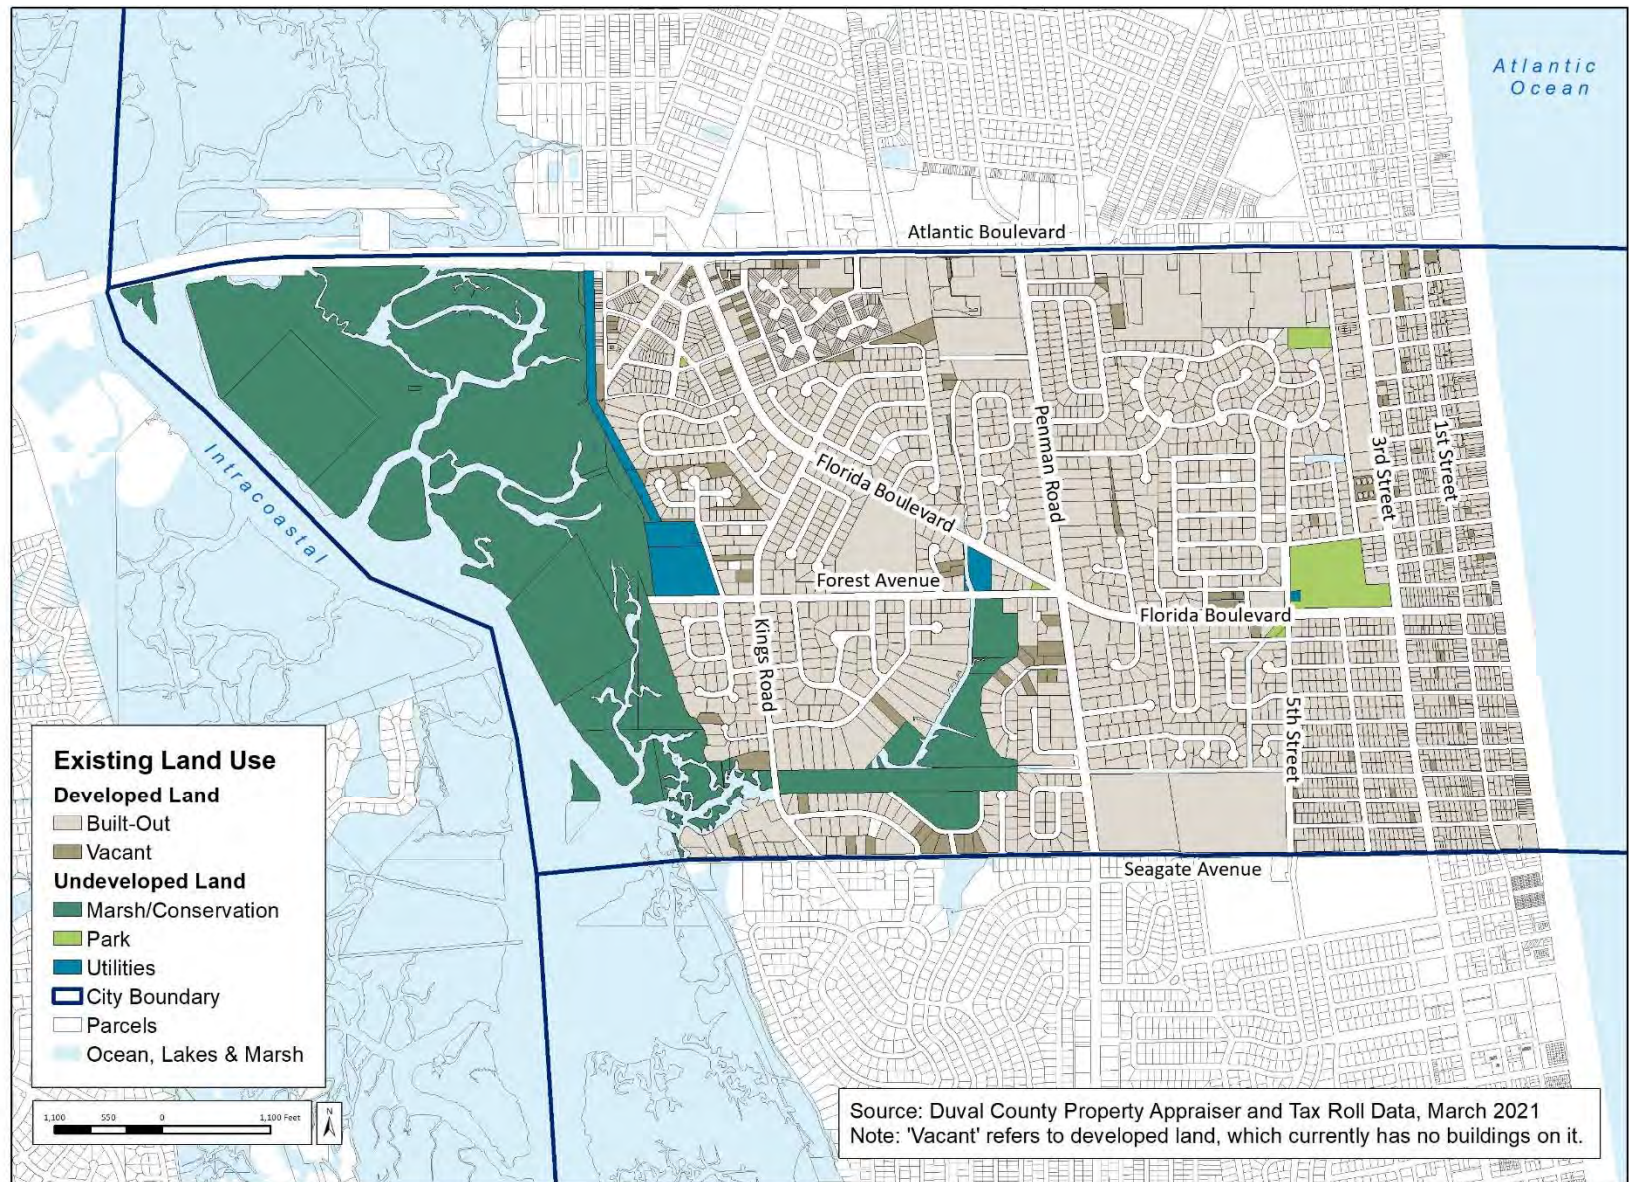 Atlantic
Ocean
Atlantic Boulevard
Intracoastal
Florida Boulevard
Penman Road
3rd Street
1st Street
Forest Avenue
Florida Boulevard
Kings Road
5th Street
Seagate Avenue
Existing Land Use
Developed Land
Built-Out
Vacant
Undeveloped Land
Marsh/Conservation
Park
Utilities
City Boundary
Parcels
Ocean, Lakes & Marsh
1,100 550 0 1,100 Feet
N
Source: Duval County Property Appraiser and Tax Roll Data, March 2021
Note: 'Vacant' refers to developed land, which currently has no buildings on it.